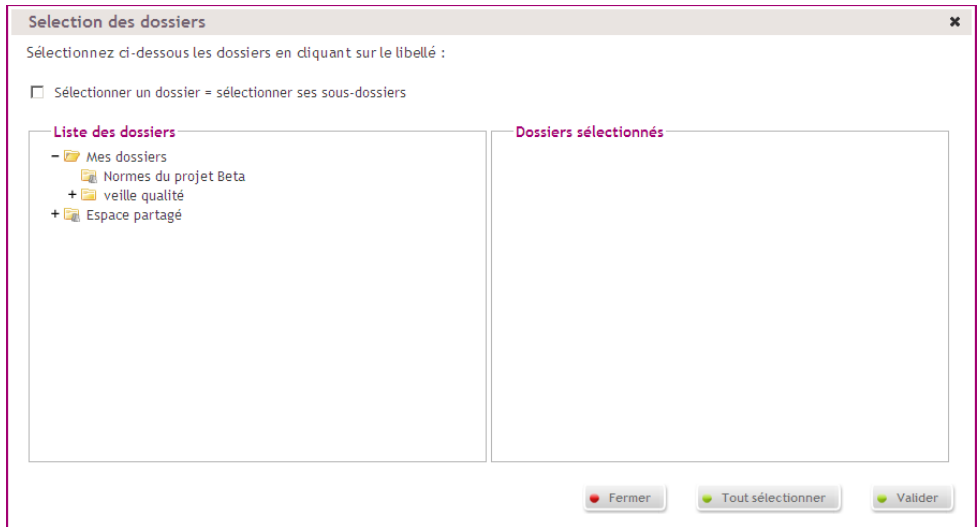 Selection des dossiers
Sélectionnez ci-dessous les dossiers en cliquant sur le libellé :
Sélectionner un dossier = sélectionner ses sous-dossiers
Liste des dossiers
Mes dossiers
Normes du projet Beta
veille qualité
Espace partagé
Dossiers sélectionnés
Fermer
Tout sélectionner
Valider